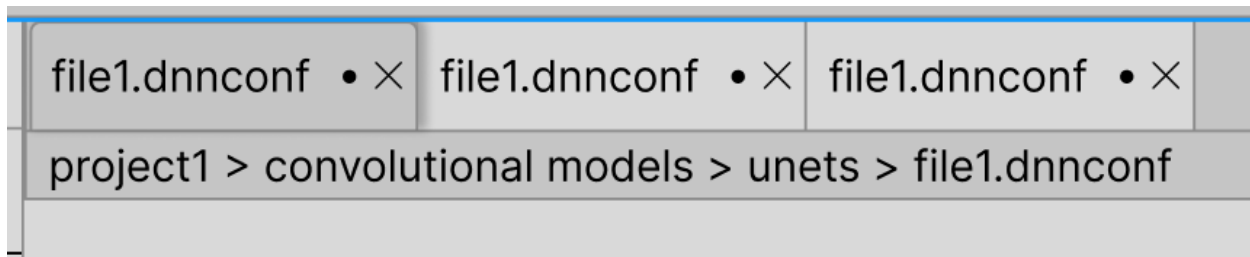 file1.dnnconf • × file1.dnnconf • × file1.dnnconf • ×
project1 > convolutional models > unets > file1.dnnconf